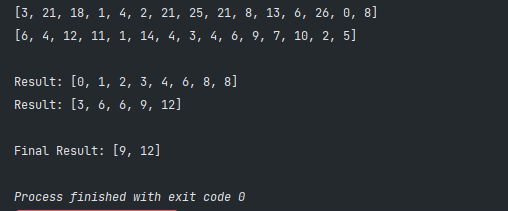 [3, 21, 18, 1, 4, 2, 21, 25, 21, 8, 13, 6, 26, 0, 8]
[6, 4, 12, 11, 1, 14, 4, 3, 4, 6, 9, 7, 10, 2, 5]
Result: [0, 1, 2, 3, 4, 6, 8, 8]
Result: [3, 6, 6, 9, 12]
Final Result: [9, 12]
Process finished with exit code 0